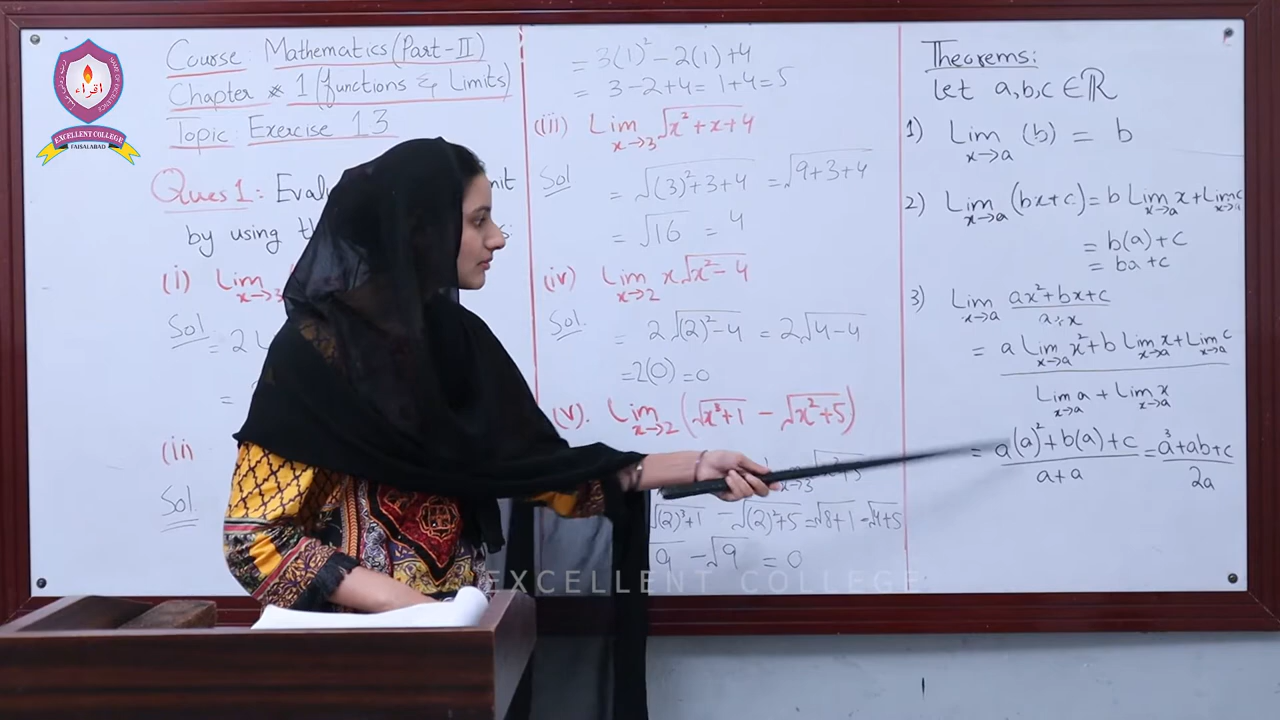 Course: Mathematics (Part-II)
Chapter # 1 (functions & Limits)
Topic: Exercise 1.3
Ques 1: Eval
by using
(i) Lim x→3
Sol
= 2
=
(ii)
Sol.
= 3(1)² - 2(1) + 4
= 3 - 2 + 4 = 1 + 4 = 5
(iii) Lim x→3 √x² + x + 4
Sol
= √(3)² + 3 + 4 = √9 + 3 + 4
= √16 = 4
(iv) Lim x→2 x√x² - 4
Sol.
= 2√(2)² - 4 = 2√4 - 4
= 2(0) = 0
(v). Lim x→2 (√x³ + 1 - √x² + 5)
√(2)³ + 1 - √(2)² + 5 = √8 + 1 - √4 + 5
9 - √9 = 0
Theorems:
let a, b, c ∈ ℝ
1) Lim x→a (b) = b
2) Lim x→a (bx + c) = b Lim x→a x + Lim x→a c
= b(a) + c
= ba + c
3) Lim x→a ax² + bx + c / a + x
= a Lim x→a x² + b Lim x→a x + Lim x→a c
Lim x→a a + Lim x→a x
= a(a)² + b(a) + c / a + a = a³ + ab + c / 2a
اقراء
EXCELLENT COLLEGE
FAISALABAD
EXCELLENT COLLEGE